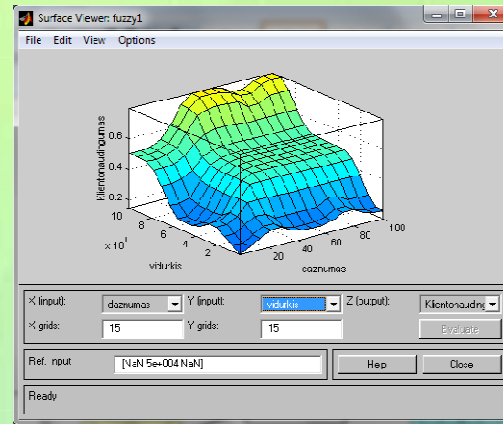 Surface Viewer: fuzzy1
File Edit View Options
Klientonaudingumas
0.6
0.4
0.2
10
8
6
4
2
20
40
60
80
100
vidurkis
daznumas
X (input): daznumas Y (input): vidurkis Z (output): Klientonauding
X grids: 15 Y grids: 15 Evaluate
Ref. Input [NaN 5e+004 NaN] Help Close
Ready